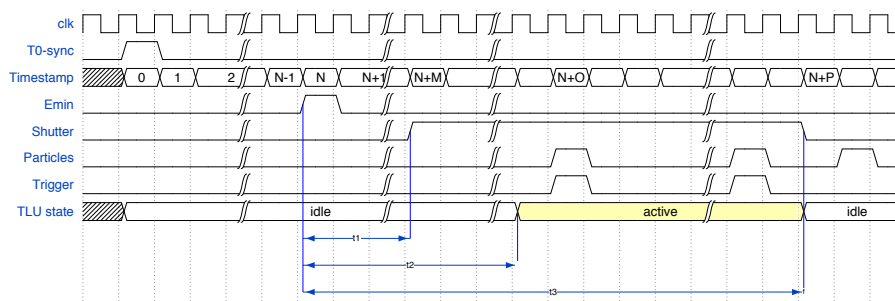 clk
T0-sync
Timestamp 0 1 2 N-1 N N+1 N+M N+O N+P
Emin
Shutter
Particles
Trigger
TLU state idle active idle
t1
t2
t3